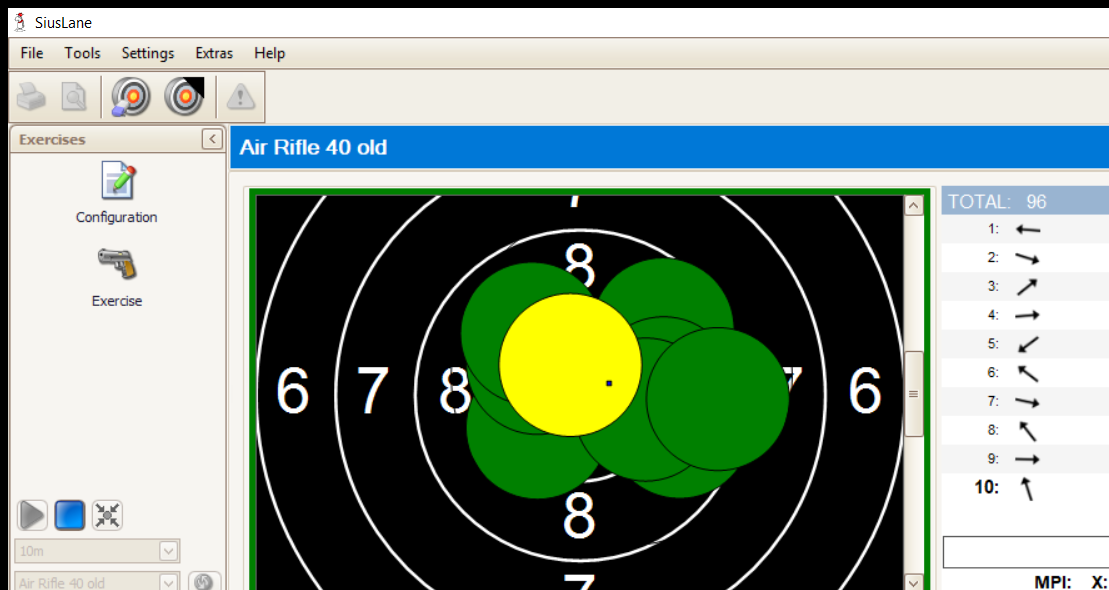 SiusLane
File Tools Settings Extras Help
Exercises
Air Rifle 40 old
Configuration
Exercise
10m
Air Rifle 40 old
7
8
6 7 8 7 6
8
7
TOTAL: 96
1:
2:
3:
4:
5:
6:
7:
8:
9:
10:
MPI: X: